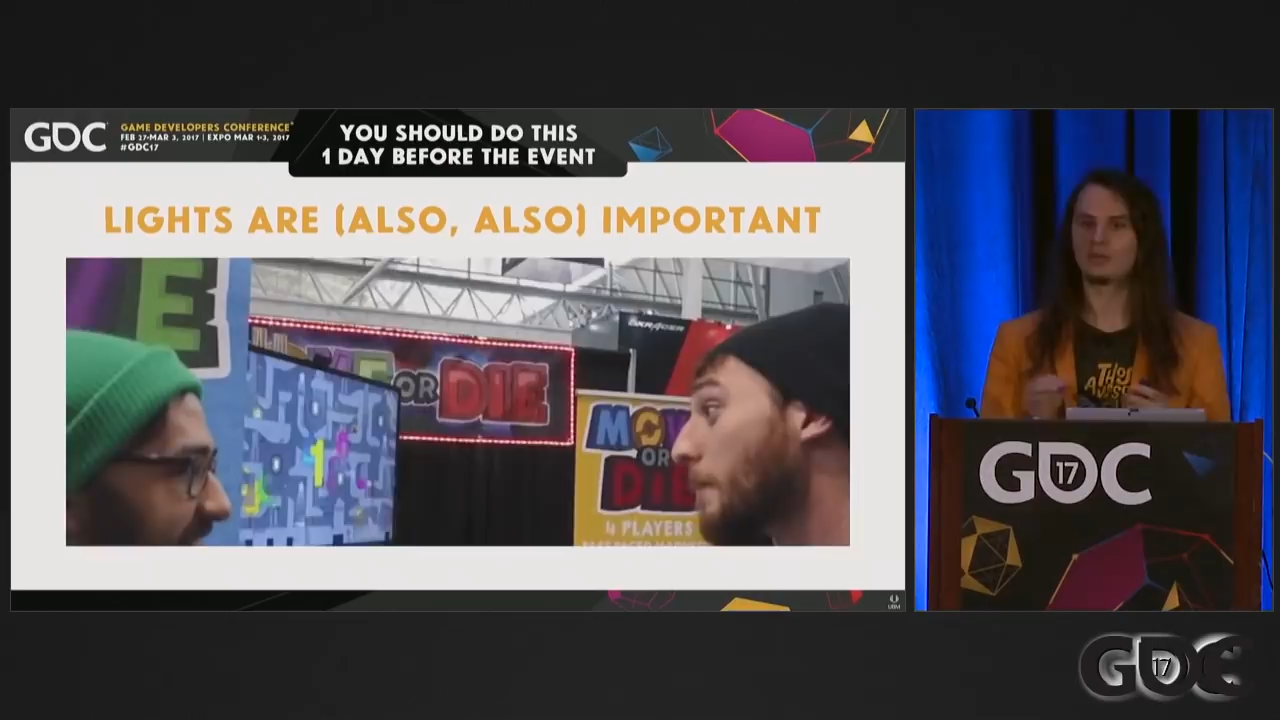 GDC
GAME DEVELOPERS CONFERENCE
FEB 27-MAR 3, 2017 | EXPO MAR 1-3, 2017
#GDC17
YOU SHOULD DO THIS
1 DAY BEFORE THE EVENT
LIGHTS ARE (ALSO, ALSO) IMPORTANT
E
OR DIE
OR
DIE
4 PLAYERS
UBM
GDC
17
GDC
17